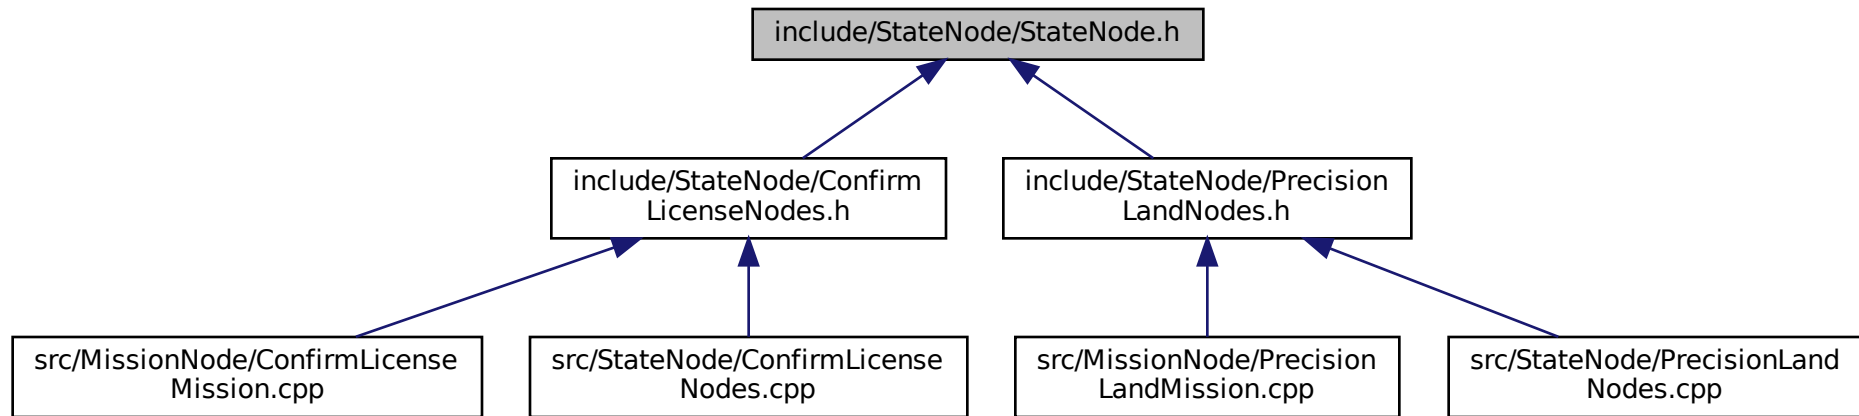 include/StateNode/StateNode.h
include/StateNode/Confirm
LicenseNodes.h
include/StateNode/Precision
LandNodes.h
src/MissionNode/ConfirmLicense
Mission.cpp
src/StateNode/ConfirmLicense
Nodes.cpp
src/MissionNode/Precision
LandMission.cpp
src/StateNode/PrecisionLand
Nodes.cpp